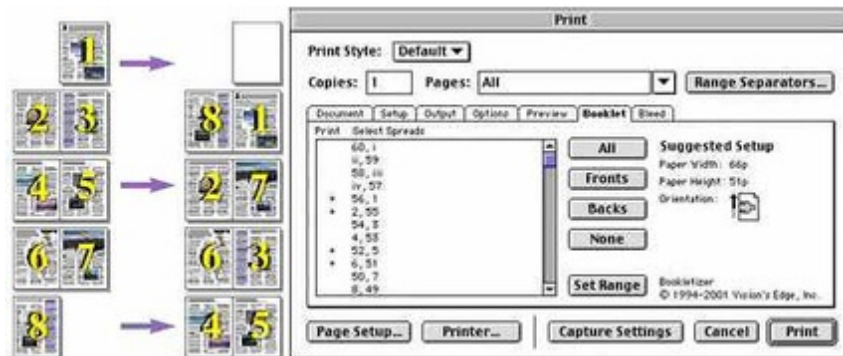 1
2 3
8 1
4 5
2 7
6 7
6 3
8
4 5
Print
Print Style: Default
Copies: 1 Pages: All Range Separators...
Document Setup Output Options Preview Booklet Bleed
Print Select Spreads
60, i
ii, 59
58, iii
iv, 57
+ 56, 1
+ 2, 55
54, 3
4, 53
+ 52, 5
+ 6, 51
50, 7
8, 49
All
Fronts
Backs
None
Set Range
Suggested Setup
Paper Width: 66p
Paper Height: 51p
Orientation:
Bookletizer
© 1994-2001 Vision's Edge, Inc.
Page Setup... Printer... Capture Settings Cancel Print